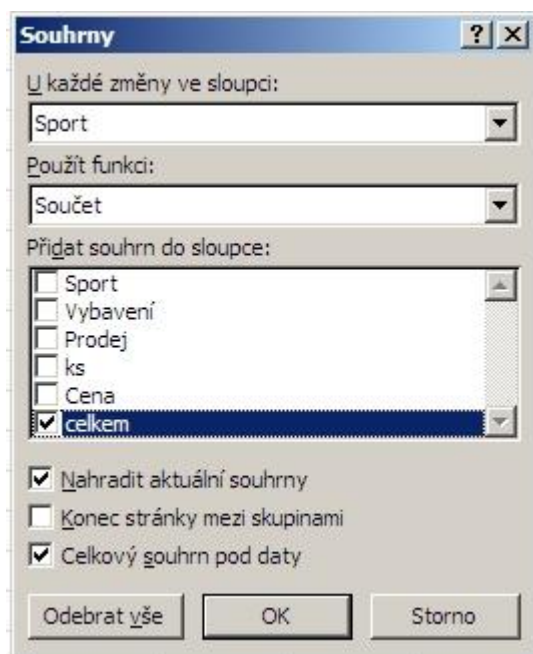 Souhrny
U každé změny ve sloupci:
Sport
Použít funkci:
Součet
Přidat souhrn do sloupce:
Sport
Vybavení
Prodej
ks
Cena
celkem
Nahradit aktuální souhrny
Konec stránky mezi skupinami
Celkový souhrn pod daty
Odebrat vše OK Storno